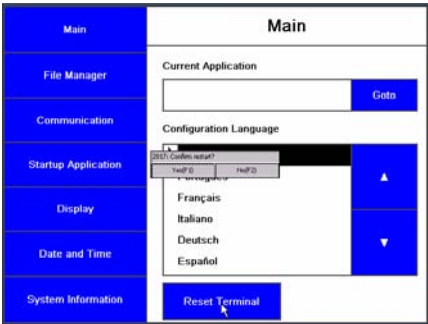 Main
File Manager
Communication
Startup Application
Display
Date and Time
System Information
Main
Current Application
Goto
Configuration Language
2017: Confirm restart?
Yes(F1) No(F2)
Português
Français
Italiano
Deutsch
Español
Reset Terminal